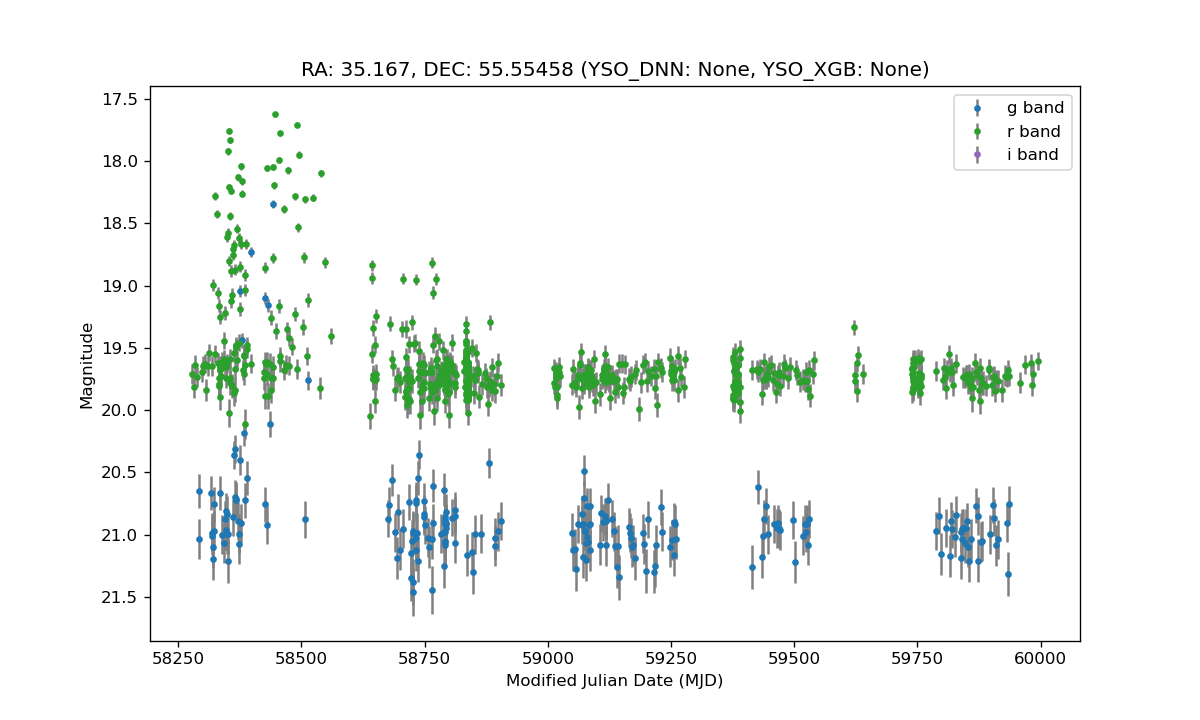 RA: 35.167, DEC: 55.55458 (YSO_DNN: None, YSO_XGB: None)
g band
r band
i band
17.5
18.0
18.5
19.0
19.5
20.0
20.5
21.0
21.5
Magnitude
58250
58500
58750
59000
59250
59500
59750
60000
Modified Julian Date (MJD)